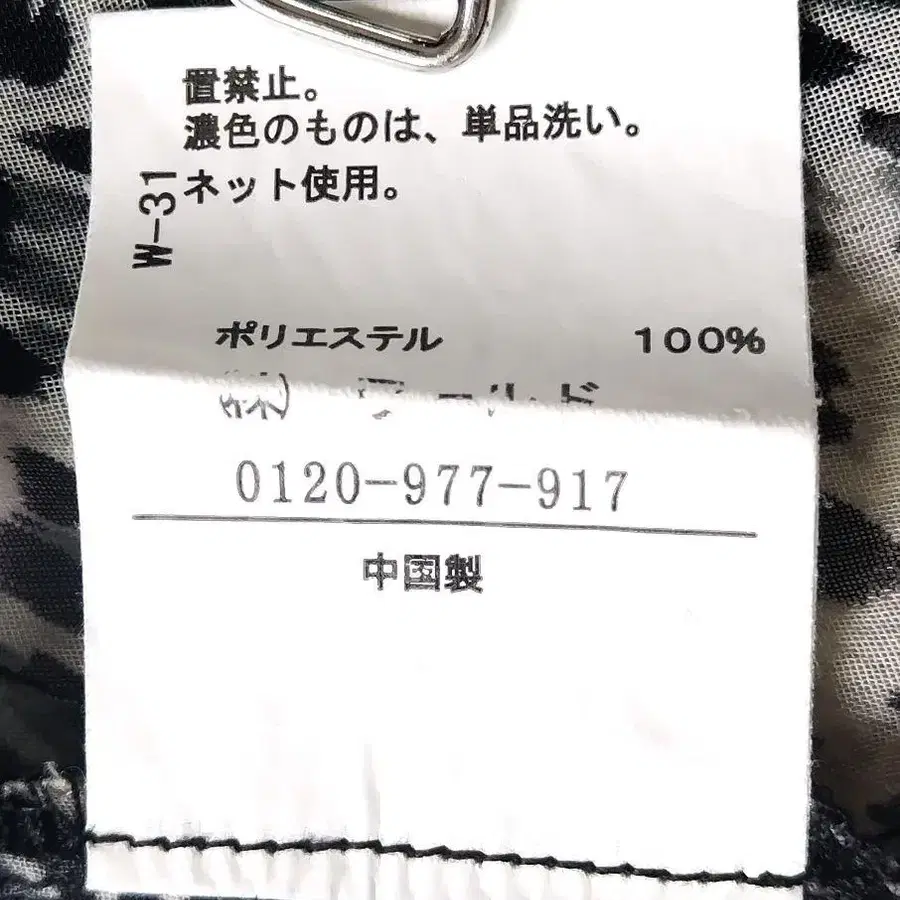 置禁止。
濃色のものは、単品洗い。
ネット使用。
W-31
ポリエステル 100%
0120-977-917
中国製